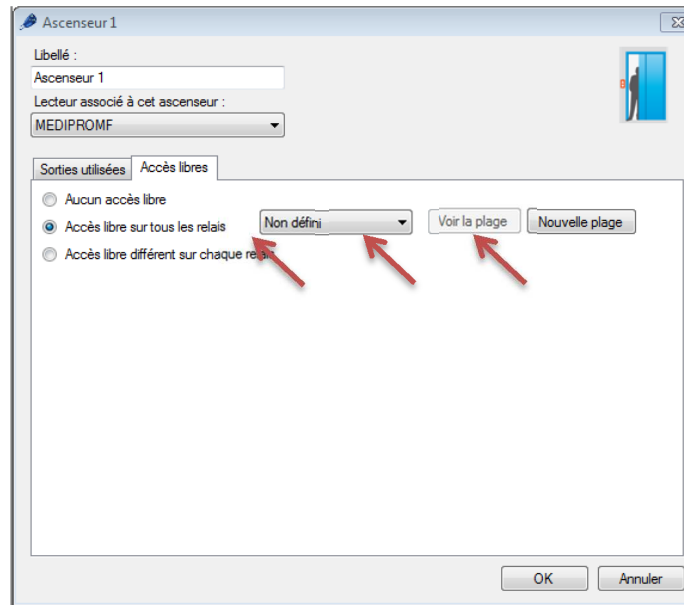 Ascenseur 1
Libellé :
Ascenseur 1
Lecteur associé à cet ascenseur :
MEDIPROMF
Sorties utilisées Accès libres
Aucun accès libre
Accès libre sur tous les relais Non défini Voir la plage Nouvelle plage
Accès libre différent sur chaque relais
OK Annuler